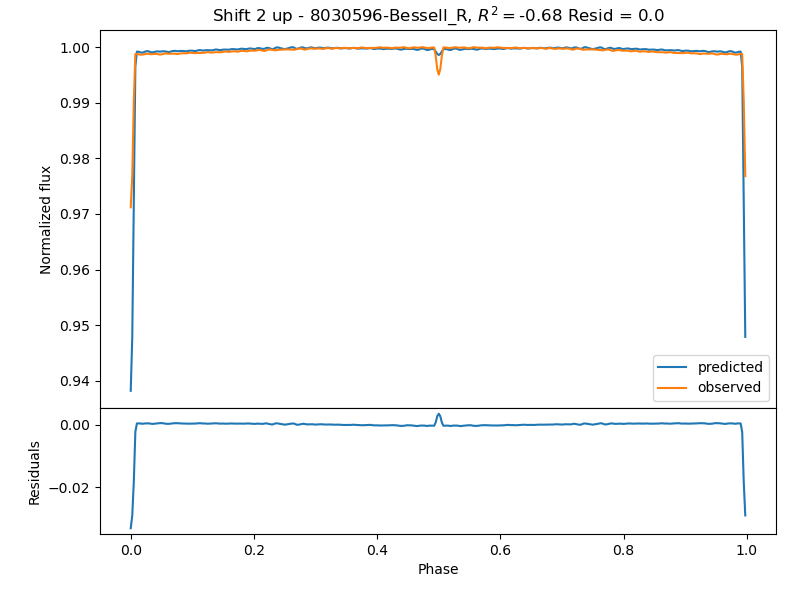 Shift 2 up - 8030596-Bessell_R, R² = -0.68 Resid = 0.0
Normalized flux
1.00
0.99
0.98
0.97
0.96
0.95
0.94
predicted
observed
Residuals
0.00
−0.02
0.0 0.2 0.4 0.6 0.8 1.0
Phase